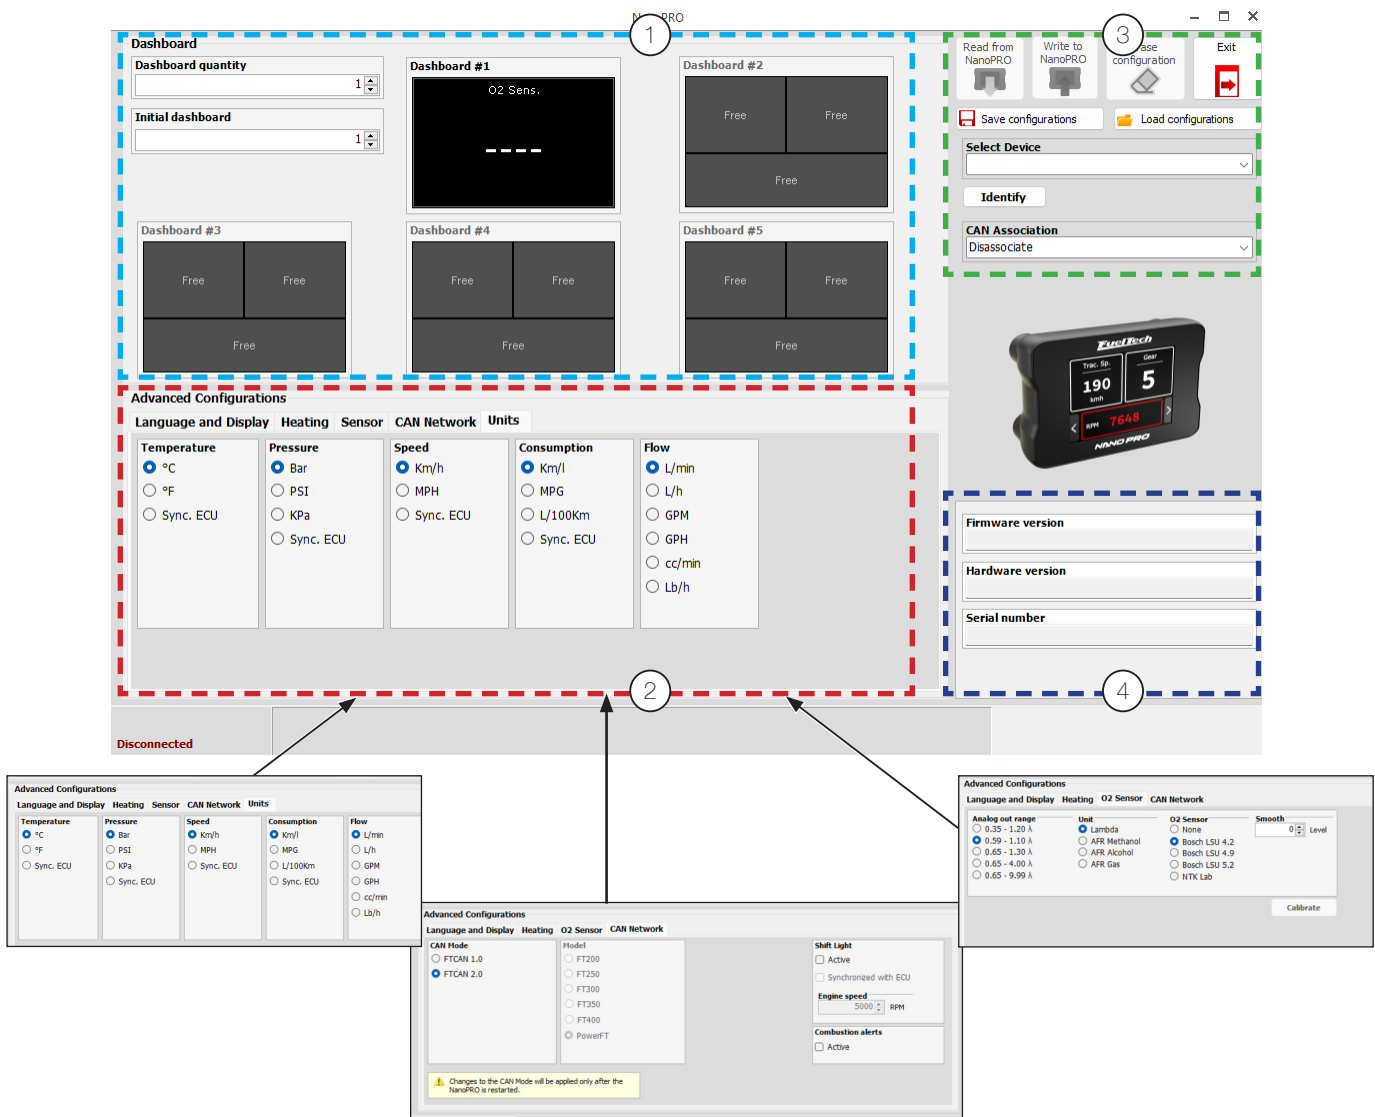 PRO
1
3
Dashboard
Dashboard quantity
1
Initial dashboard
1
Dashboard #1
O2 Sens.
Dashboard #2
Free
Free
Free
Dashboard #3
Free
Free
Free
Dashboard #4
Free
Free
Free
Dashboard #5
Free
Free
Free
Read from
NanoPRO
Write to
NanoPRO
configuration
Exit
Save configurations
Load configurations
Select Device
Identify
CAN Association
Disassociate
FuelTech
Trac. Sp.
190
kmh
Gear
5
< RPM 7648 >
NANO PRO
Advanced Configurations
Language and Display Heating Sensor CAN Network Units
Temperature
°C
°F
Sync. ECU
Pressure
Bar
PSI
KPa
Sync. ECU
Speed
Km/h
MPH
Sync. ECU
Consumption
Km/l
MPG
L/100Km
Sync. ECU
Flow
L/min
L/h
GPM
GPH
cc/min
Lb/h
2
Firmware version
Hardware version
Serial number
4
Disconnected
Advanced Configurations
Language and Display Heating Sensor CAN Network Units
Temperature
°C
°F
Sync. ECU
Pressure
Bar
PSI
KPa
Sync. ECU
Speed
Km/h
MPH
Sync. ECU
Consumption
Km/l
MPG
L/100Km
Sync. ECU
Flow
L/min
L/h
GPM
GPH
cc/min
Lb/h
Advanced Configurations
Language and Display Heating O2 Sensor CAN Network
CAN Mode
FTCAN 1.0
FTCAN 2.0
Model
FT200
FT250
FT300
FT350
FT400
PowerFT
Shift Light
Active
Synchronized with ECU
Engine speed
5000 RPM
Combustion alerts
Active
Changes to the CAN Mode will be applied only after the
NanoPRO is restarted.
Advanced Configurations
Language and Display Heating O2 Sensor CAN Network
Analog out range
0.35 - 1.20 λ
0.59 - 1.10 λ
0.65 - 1.30 λ
0.65 - 4.00 λ
0.65 - 9.99 λ
Unit
Lambda
AFR Methanol
AFR Alcohol
AFR Gas
O2 Sensor
None
Bosch LSU 4.2
Bosch LSU 4.9
Bosch LSU 5.2
NTK Lab
Smooth
0 Level
Calibrate